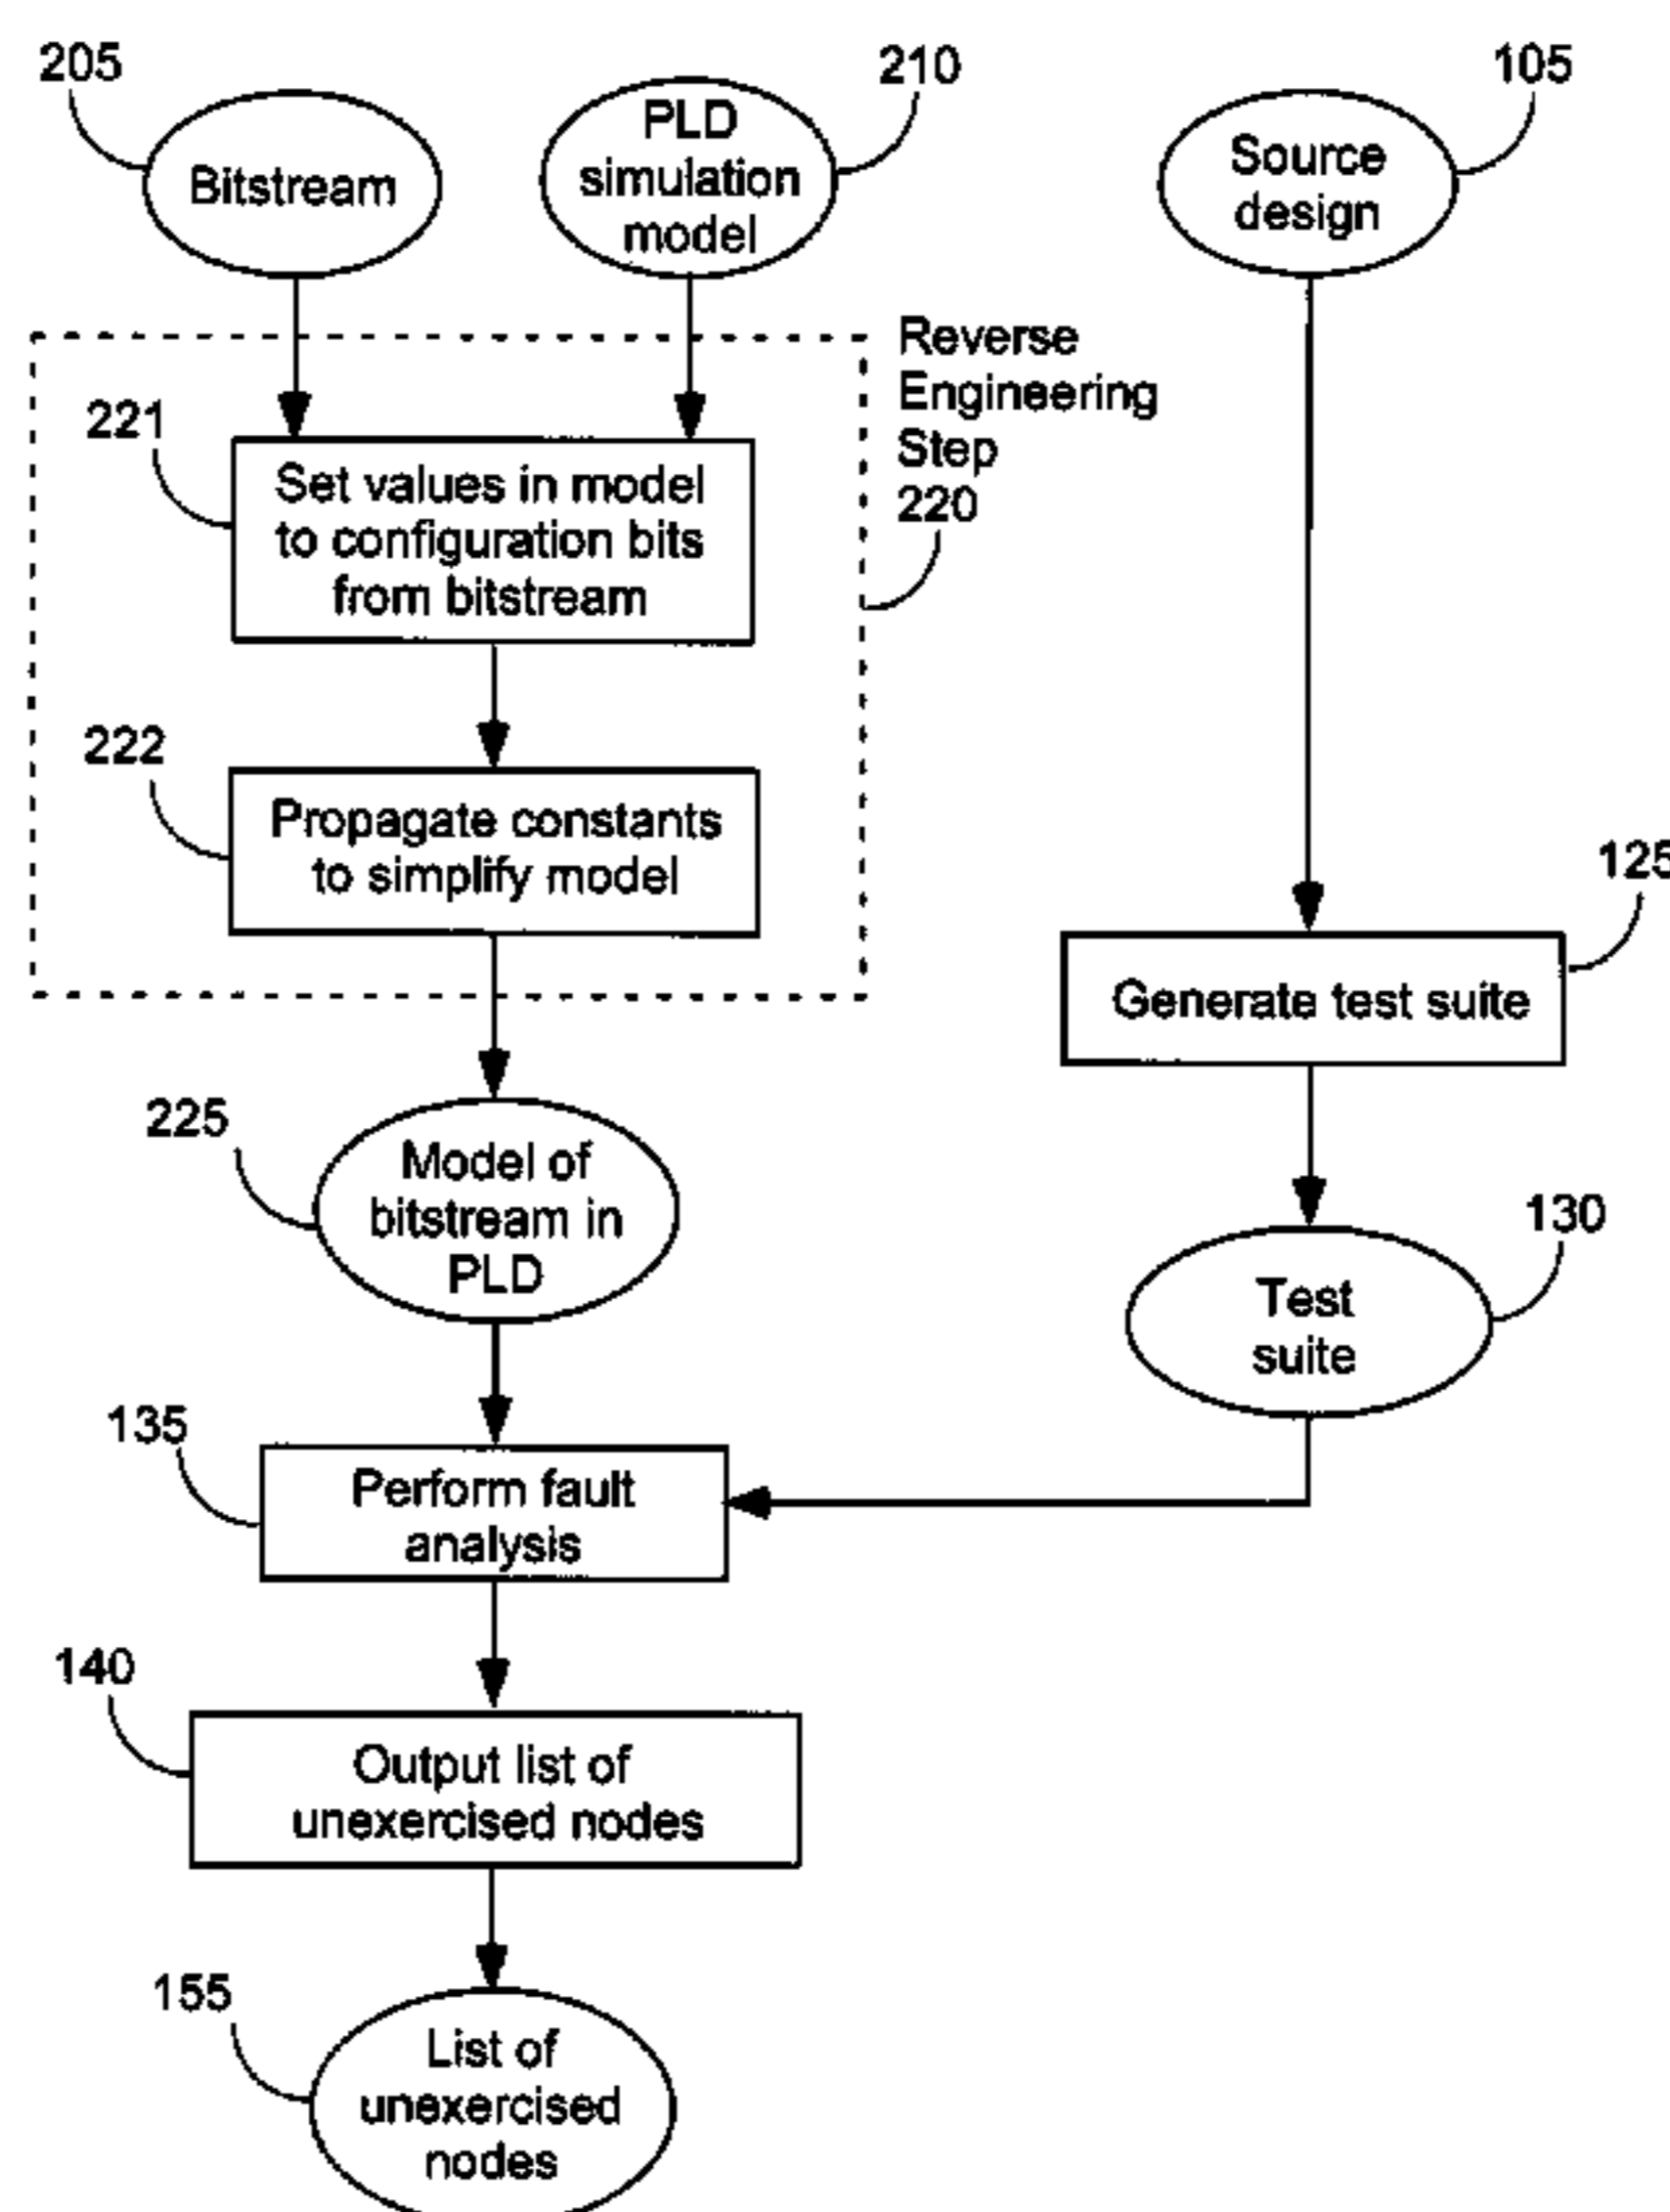 205
Bitstream
210
PLD
simulation
model
105
Source
design
Reverse
Engineering
Step
220
221
Set values in model
to configuration bits
from bitstream
222
Propagate constants
to simplify model
125
Generate test suite
225
Model of
bitstream in
PLD
130
Test
suite
135
Perform fault
analysis
140
Output list of
unexercised nodes
155
List of
unexercised
nodes